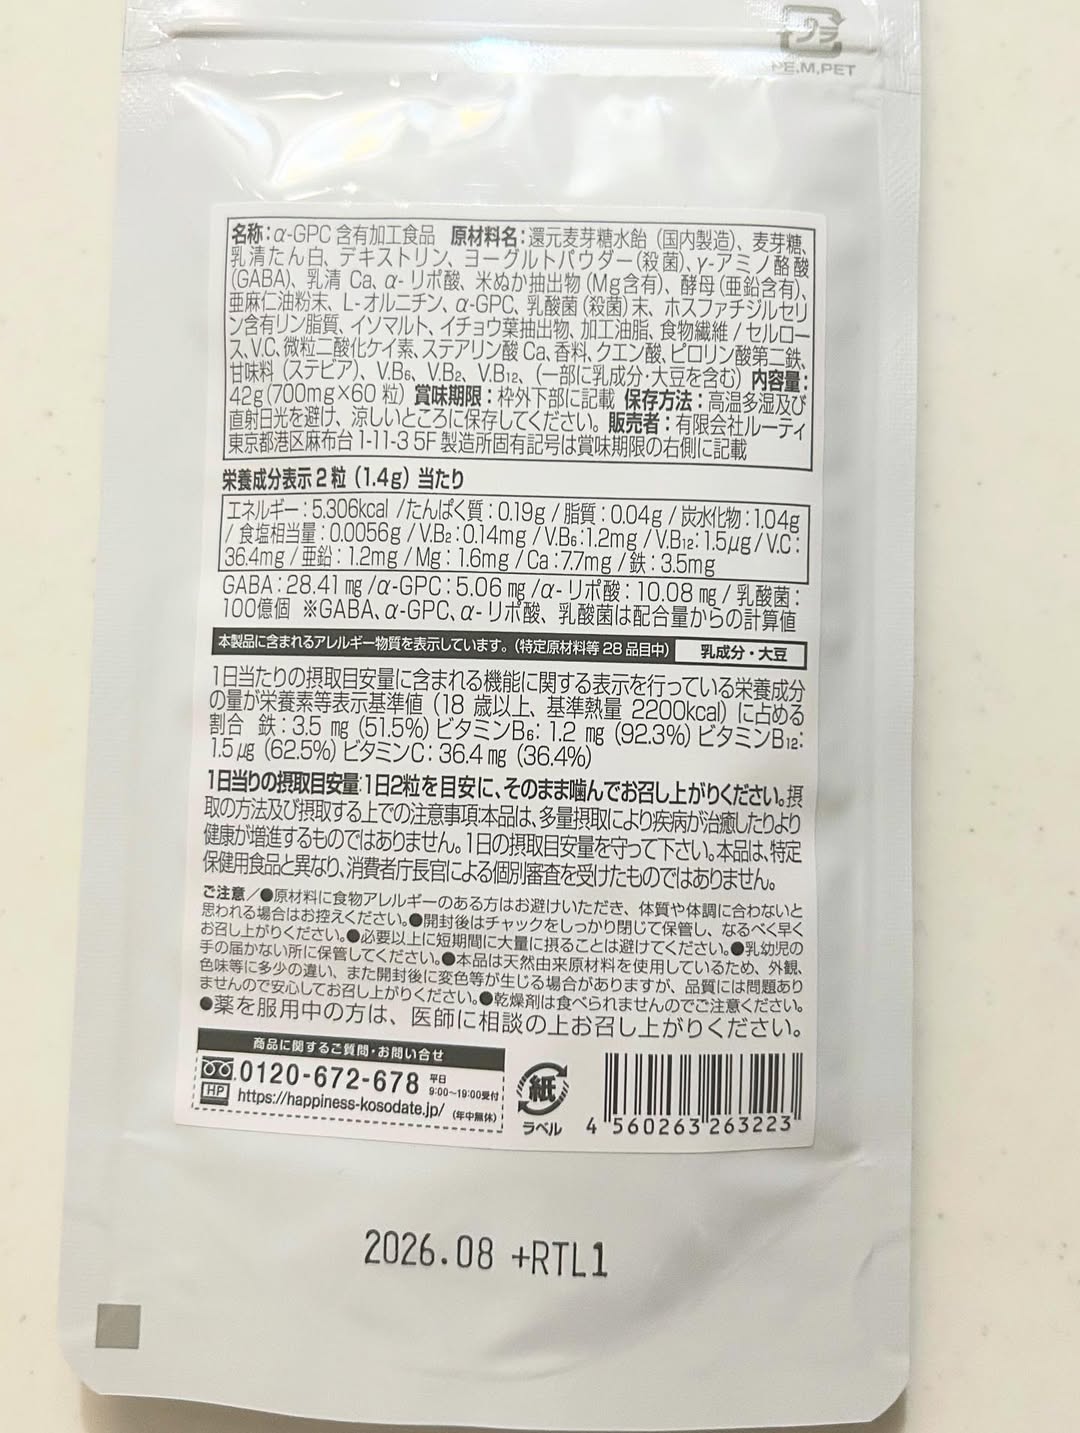 プラ
PE,M,PET
名称:α-GPC 含有加工食品 原材料名:還元麦芽糖水飴(国内製造)、麦芽糖、
乳清たん白、デキストリン、ヨーグルトパウダー(殺菌)、γ-アミノ酪酸
(GABA)、乳清 Ca、α- リポ酸、米ぬか抽出物(Mg含有)、酵母(亜鉛含有)、
亜麻仁油粉末、L-オルニチン、α-GPC、乳酸菌(殺菌)末、ホスファチジルセリ
ン含有リン脂質、イソマルト、イチョウ葉抽出物、加工油脂、食物繊維 / セルロー
ス、V.C、微粒二酸化ケイ素、ステアリン酸 Ca、香料、クエン酸、ピロリン酸第二鉄、
甘味料(ステビア)、V.B₆、V.B₂、V.B₁₂、(一部に乳成分・大豆を含む) 内容量:
42g(700mg×60 粒) 賞味期限:枠外下部に記載 保存方法:高温多湿及び
直射日光を避け、涼しいところに保存してください。販売者:有限会社ルーティ
東京都港区麻布台 1-11-3 5F 製造所固有記号は賞味期限の右側に記載
栄養成分表示 2 粒(1.4g)当たり
エネルギー:5.306kcal /たんぱく質:0.19g / 脂質:0.04g / 炭水化物:1.04g
/ 食塩相当量:0.0056g / V.B₂:0.14mg / V.B₆:1.2mg / V.B₁₂:1.5μg / V.C:
36.4mg / 亜鉛:1.2mg / Mg:1.6mg / Ca:7.7mg / 鉄:3.5mg
GABA:28.41 mg /α-GPC:5.06 mg /α- リポ酸:10.08 mg / 乳酸菌:
100億個 ※GABA、α-GPC、α- リポ酸、乳酸菌は配合量からの計算値
本製品に含まれるアレルギー物質を表示しています。(特定原材料等 28 品目中) 乳成分・大豆
1日当たりの摂取目安量に含まれる機能に関する表示を行っている栄養成分
の量が栄養素等表示基準値(18 歳以上、基準熱量 2200kcal)に占める
割合 鉄:3.5 mg (51.5%) ビタミンB₆:1.2 mg (92.3%) ビタミンB₁₂:
1.5 μg (62.5%) ビタミンC:36.4 mg (36.4%)
1日当りの摂取目安量:1日2粒を目安に、そのまま噛んでお召し上がりください。摂
取の方法及び摂取する上での注意事項:本品は、多量摂取により疾病が治癒したりより
健康が増進するものではありません。1日の摂取目安量を守って下さい。本品は、特定
保健用食品と異なり、消費者庁長官による個別審査を受けたものではありません。
ご注意/●原材料に食物アレルギーのある方はお避けいただき、体質や体調に合わないと
思われる場合はお控えください。●開封後はチャックをしっかり閉じて保管し、なるべく早く
お召し上がりください。●必要以上に短期間に大量に摂ることは避けてください。●乳幼児の
手の届かない所に保管してください。●本品は天然由来原材料を使用しているため、外観、
色味等に多少の違い、また開封後に変色等が生じる場合がありますが、品質には問題あり
ませんので安心してお召し上がりください。●乾燥剤は食べられませんのでご注意ください。
●薬を服用中の方は、医師に相談の上お召し上がりください。
商品に関するご質問・お問い合せ
0120-672-678 平日 9:00〜19:00受付
HP https://happiness-kosodate.jp/ (年中無休)
紙
ラベル
4 560263 263223
2026.08 +RTL1